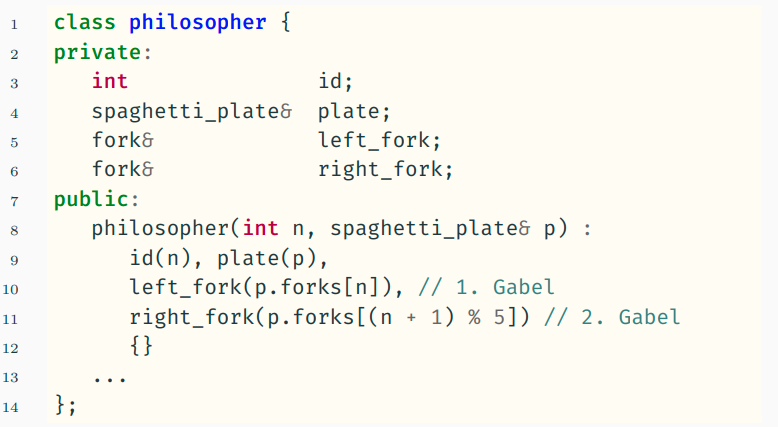 1 class philosopher {
2 private:
3 int id;
4 spaghetti_plate& plate;
5 fork& left_fork;
6 fork& right_fork;
7 public:
8 philosopher(int n, spaghetti_plate& p) :
9 id(n), plate(p),
10 left_fork(p.forks[n]), // 1. Gabel
11 right_fork(p.forks[(n + 1) % 5]) // 2. Gabel
12 {}
13 ...
14 };